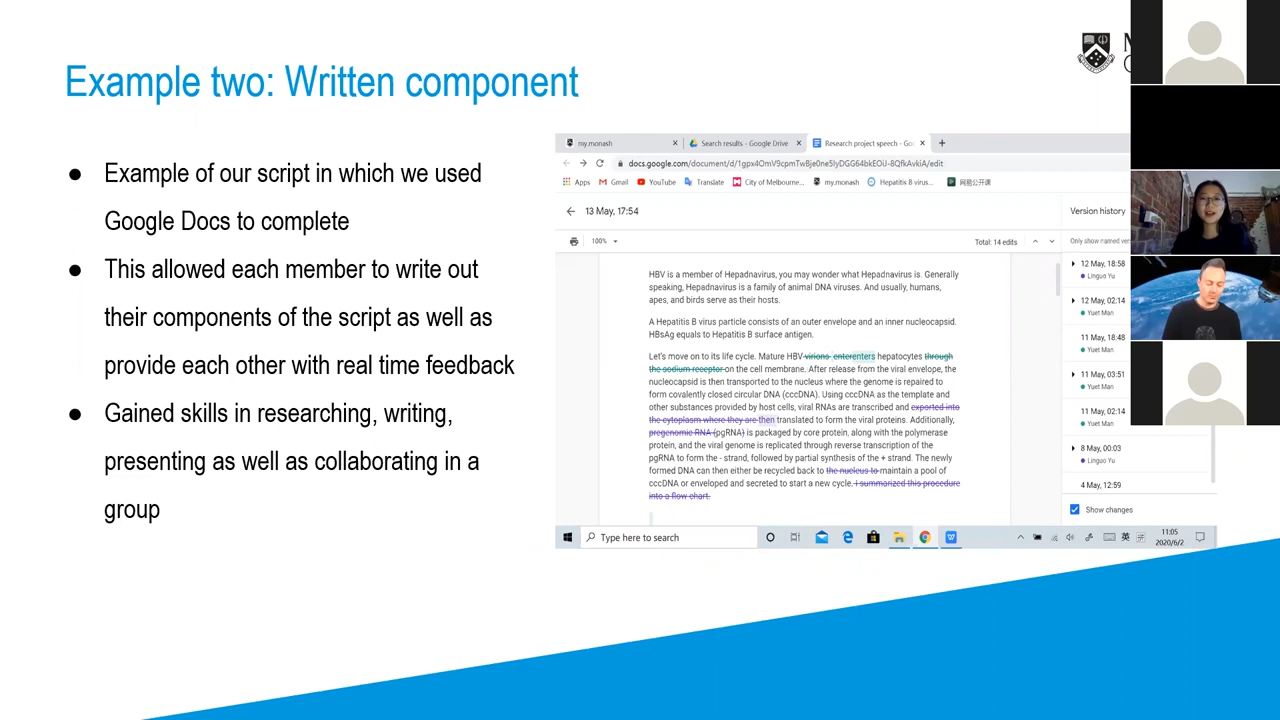 Example two: Written component
● Example of our script in which we used
Google Docs to complete
● This allowed each member to write out
their components of the script as well as
provide each other with real time feedback
● Gained skills in researching, writing,
presenting as well as collaborating in a
group
my.monash
Search results - Google Drive
Research project speech - Go
docs.google.com/document/d/1gpx4OmV9cpmTwBje0ne5IyDGG64bkEOiJ-8QfkAvkiA/edit
Apps
Gmail
YouTube
Translate
City of Melbourne...
my.monash
Hepatitis B virus...
网易公开课
13 May, 17:54
Version history
100%
Total: 14 edits
Only show named ver
HBV is a member of Hepadnavirus, you may wonder what Hepadnavirus is. Generally
speaking, Hepadnavirus is a family of animal DNA viruses. And usually, humans,
apes, and birds serve as their hosts.
A Hepatitis B virus particle consists of an outer envelope and an inner nucleocapsid.
HBsAg equals to Hepatitis B surface antigen.
Let's move on to its life cycle. Mature HBV virions enterenters hepatocytes through
the sodium receptor on the cell membrane. After release from the viral envelope, the
nucleocapsid is then transported to the nucleus where the genome is repaired to
form covalently closed circular DNA (cccDNA). Using cccDNA as the template and
other substances provided by host cells, viral RNAs are transcribed and exported into
the cytoplasm where they are then translated to form the viral proteins. Additionally,
pregenomic RNA (pgRNA) is packaged by core protein, along with the polymerase
protein, and the viral genome is replicated through reverse transcription of the
pgRNA to form the - strand, followed by partial synthesis of the + strand. The newly
formed DNA can then either be recycled back to the nucleus to maintain a pool of
cccDNA or enveloped and secreted to start a new cycle. I summarized this procedure
into a flow chart.
12 May, 18:58
Linguo Yu
12 May, 02:14
Yuet Man
11 May, 18:48
Yuet Man
11 May, 03:51
Yuet Man
11 May, 02:14
Yuet Man
8 May, 00:03
Linguo Yu
4 May, 12:59
Show changes
Type here to search
英
11:05
2020/6/2